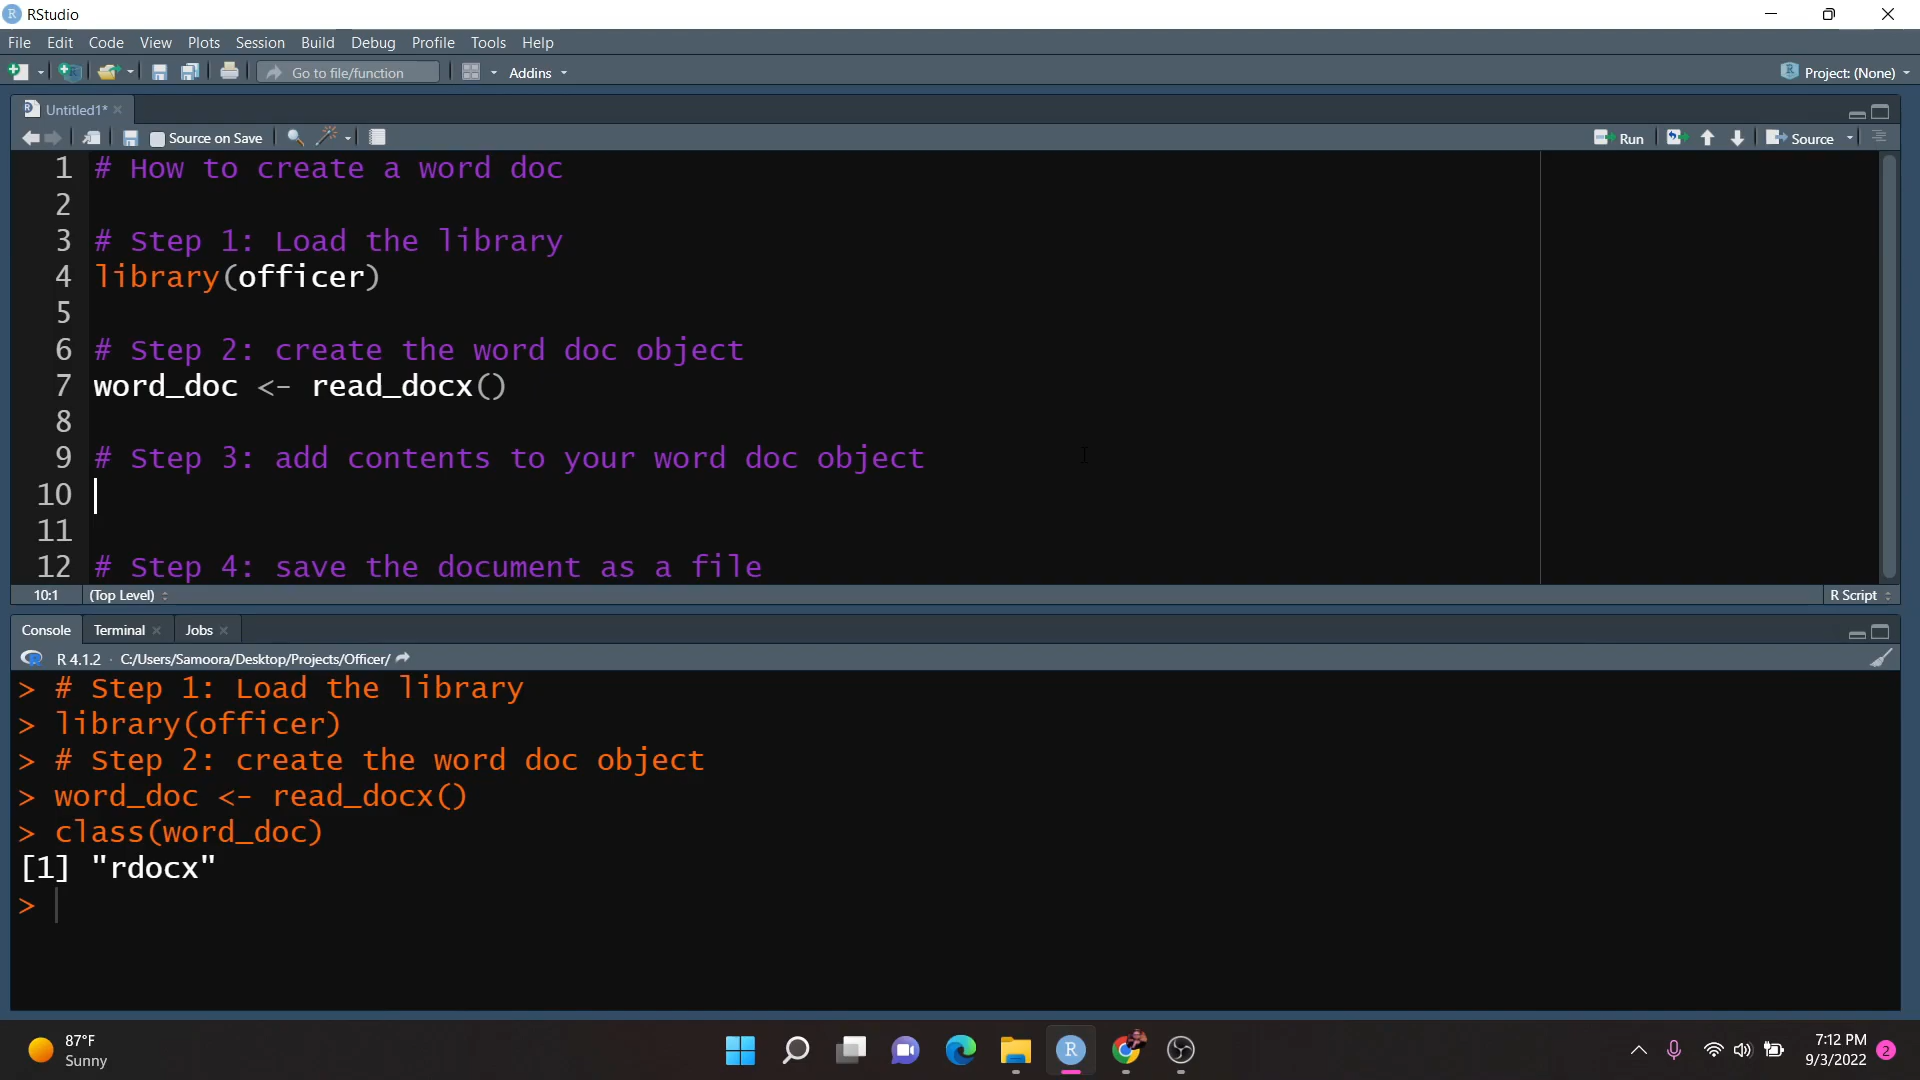 RStudio
File Edit Code View Plots Session Build Debug Profile Tools Help
Go to file/function Addins Project: (None)
Untitled1*
Source on Save Run Source
1 # How to create a word doc
2
3 # Step 1: Load the library
4 library(officer)
5
6 # Step 2: create the word doc object
7 word_doc <- read_docx()
8
9 # Step 3: add contents to your word doc object
10
11
12 # Step 4: save the document as a file
10:1 (Top Level) R Script
Console Terminal Jobs
R 4.1.2 · C:/Users/Samoora/Desktop/Projects/Officer/
> # Step 1: Load the library
> library(officer)
> # Step 2: create the word doc object
> word_doc <- read_docx()
> class(word_doc)
[1] "rdocx"
>
87°F
Sunny
7:12 PM
9/3/2022
2